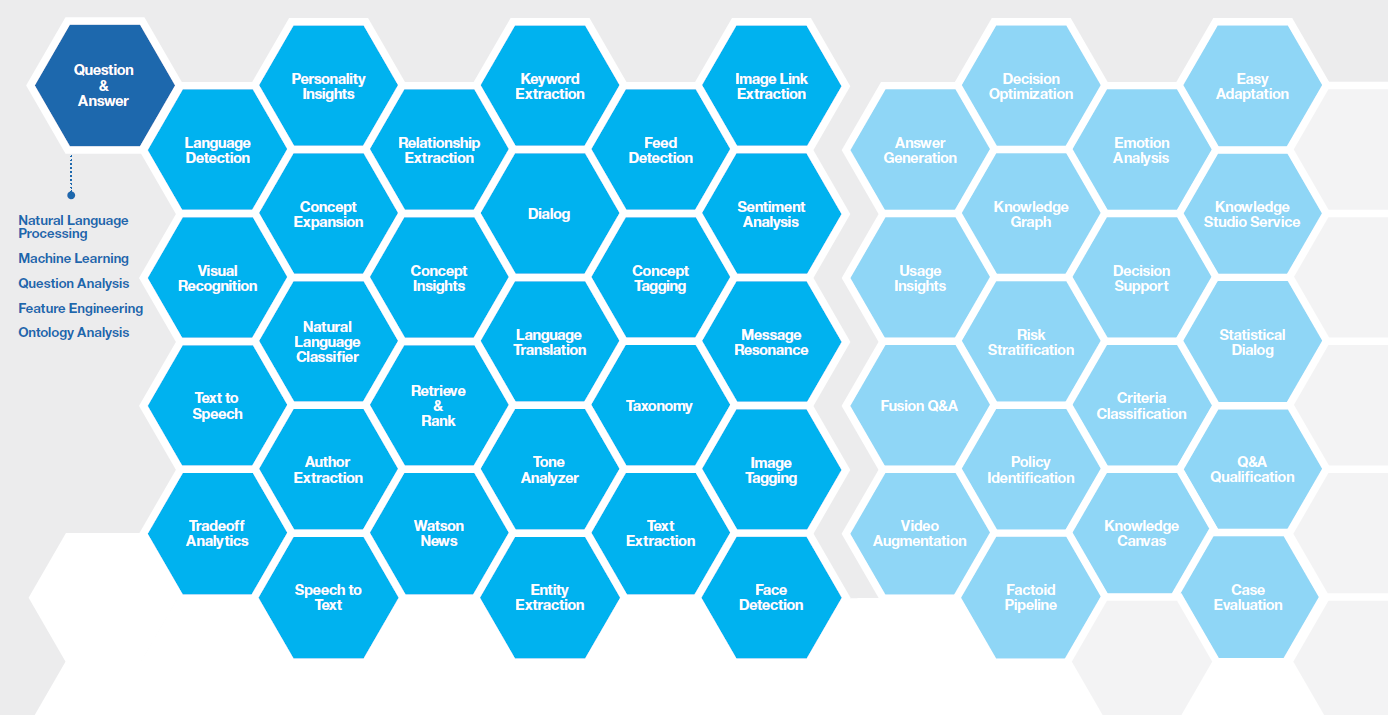 Question
&
Answer
Natural Language
Processing
Machine Learning
Question Analysis
Feature Engineering
Ontology Analysis
Language
Detection
Visual
Recognition
Text to
Speech
Tradeoff
Analytics
Personality
Insights
Concept
Expansion
Natural
Language
Classifier
Author
Extraction
Speech to
Text
Relationship
Extraction
Concept
Insights
Retrieve
&
Rank
Watson
News
Keyword
Extraction
Dialog
Language
Translation
Tone
Analyzer
Entity
Extraction
Feed
Detection
Concept
Tagging
Taxonomy
Text
Extraction
Image Link
Extraction
Sentiment
Analysis
Message
Resonance
Image
Tagging
Face
Detection
Answer
Generation
Usage
Insights
Fusion Q&A
Video
Augmentation
Decision
Optimization
Knowledge
Graph
Risk
Stratification
Policy
Identification
Factoid
Pipeline
Emotion
Analysis
Decision
Support
Criteria
Classification
Knowledge
Canvas
Easy
Adaptation
Knowledge
Studio Service
Statistical
Dialog
Q&A
Qualification
Case
Evaluation